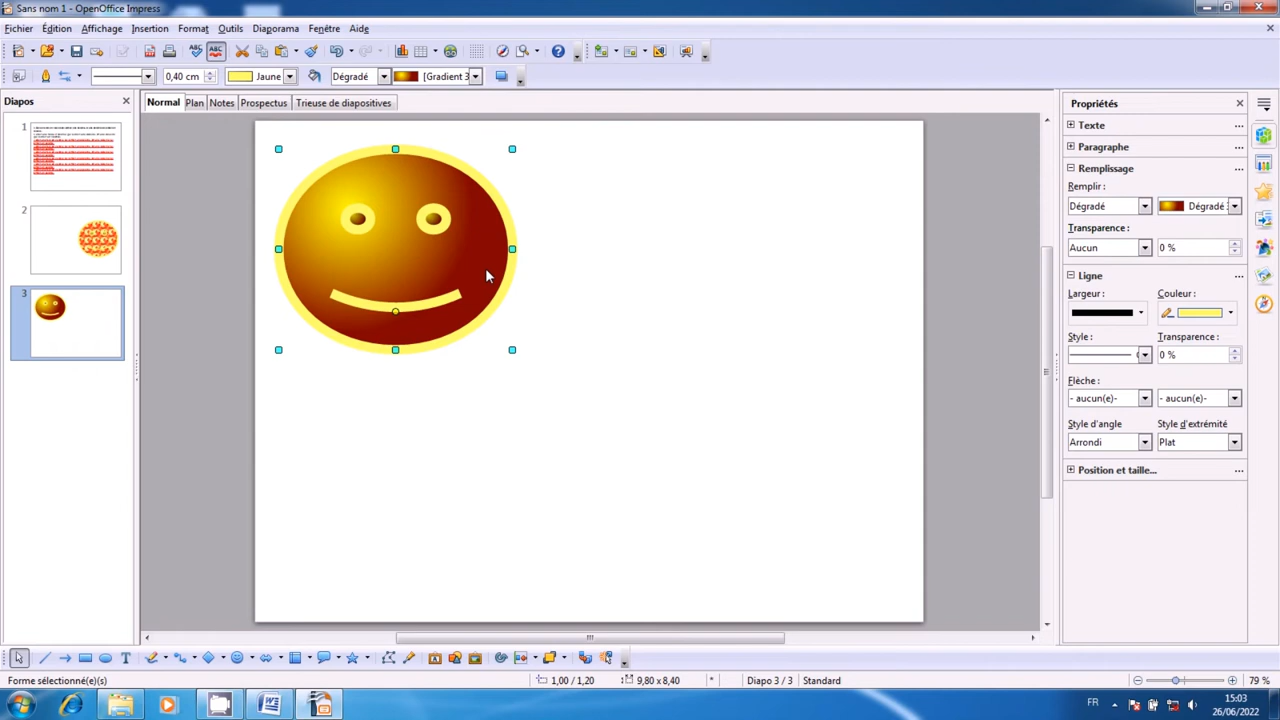 Sans nom 1 - OpenOffice Impress
Fichier Édition Affichage Insertion Format Outils Diaporama Fenêtre Aide
0,40 cm Jaune Dégradé [Gradient 3
Diapos
Normal Plan Notes Prospectus Trieuse de diapositives
Propriétés
Texte
Paragraphe
Remplissage
Remplir :
Dégradé Dégradé
Transparence :
Aucun 0 %
Ligne
Largeur : Couleur :
Style : Transparence :
0 %
Flèche :
- aucun(e)- - aucun(e)-
Style d'angle Style d'extrémité
Arrondi Plat
Position et taille...
1
2
3
Forme sélectionné(e)(s) 1,00 / 1,20 9,80 x 8,40 * Diapo 3 / 3 Standard 79 %
FR 15:03
26/06/2022